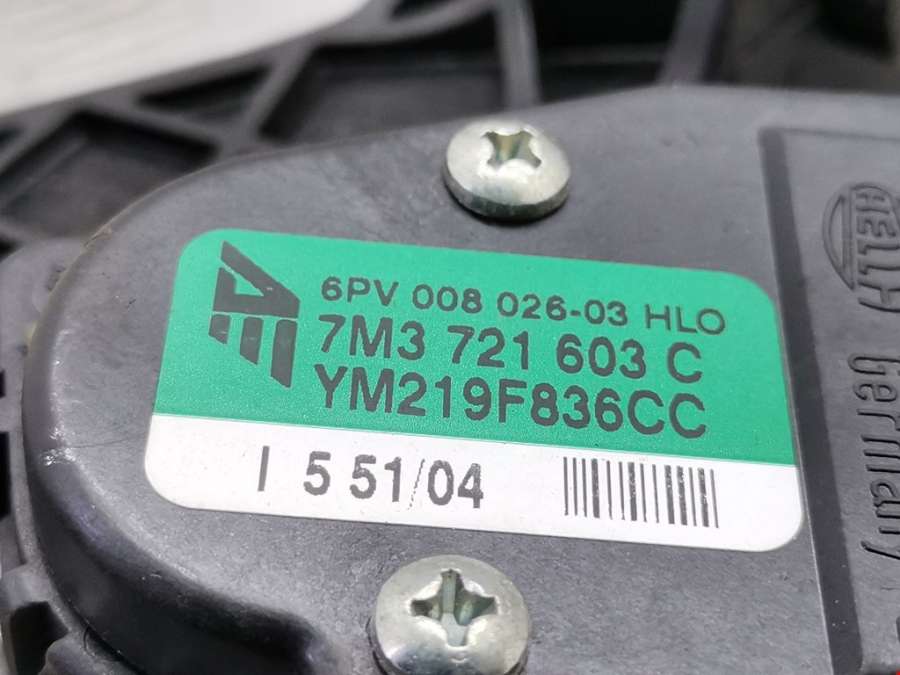 6PV 008 026-03 HLO
7M3 721 603 C
YM219F836CC
I 5 51/04
HELLA
Germany